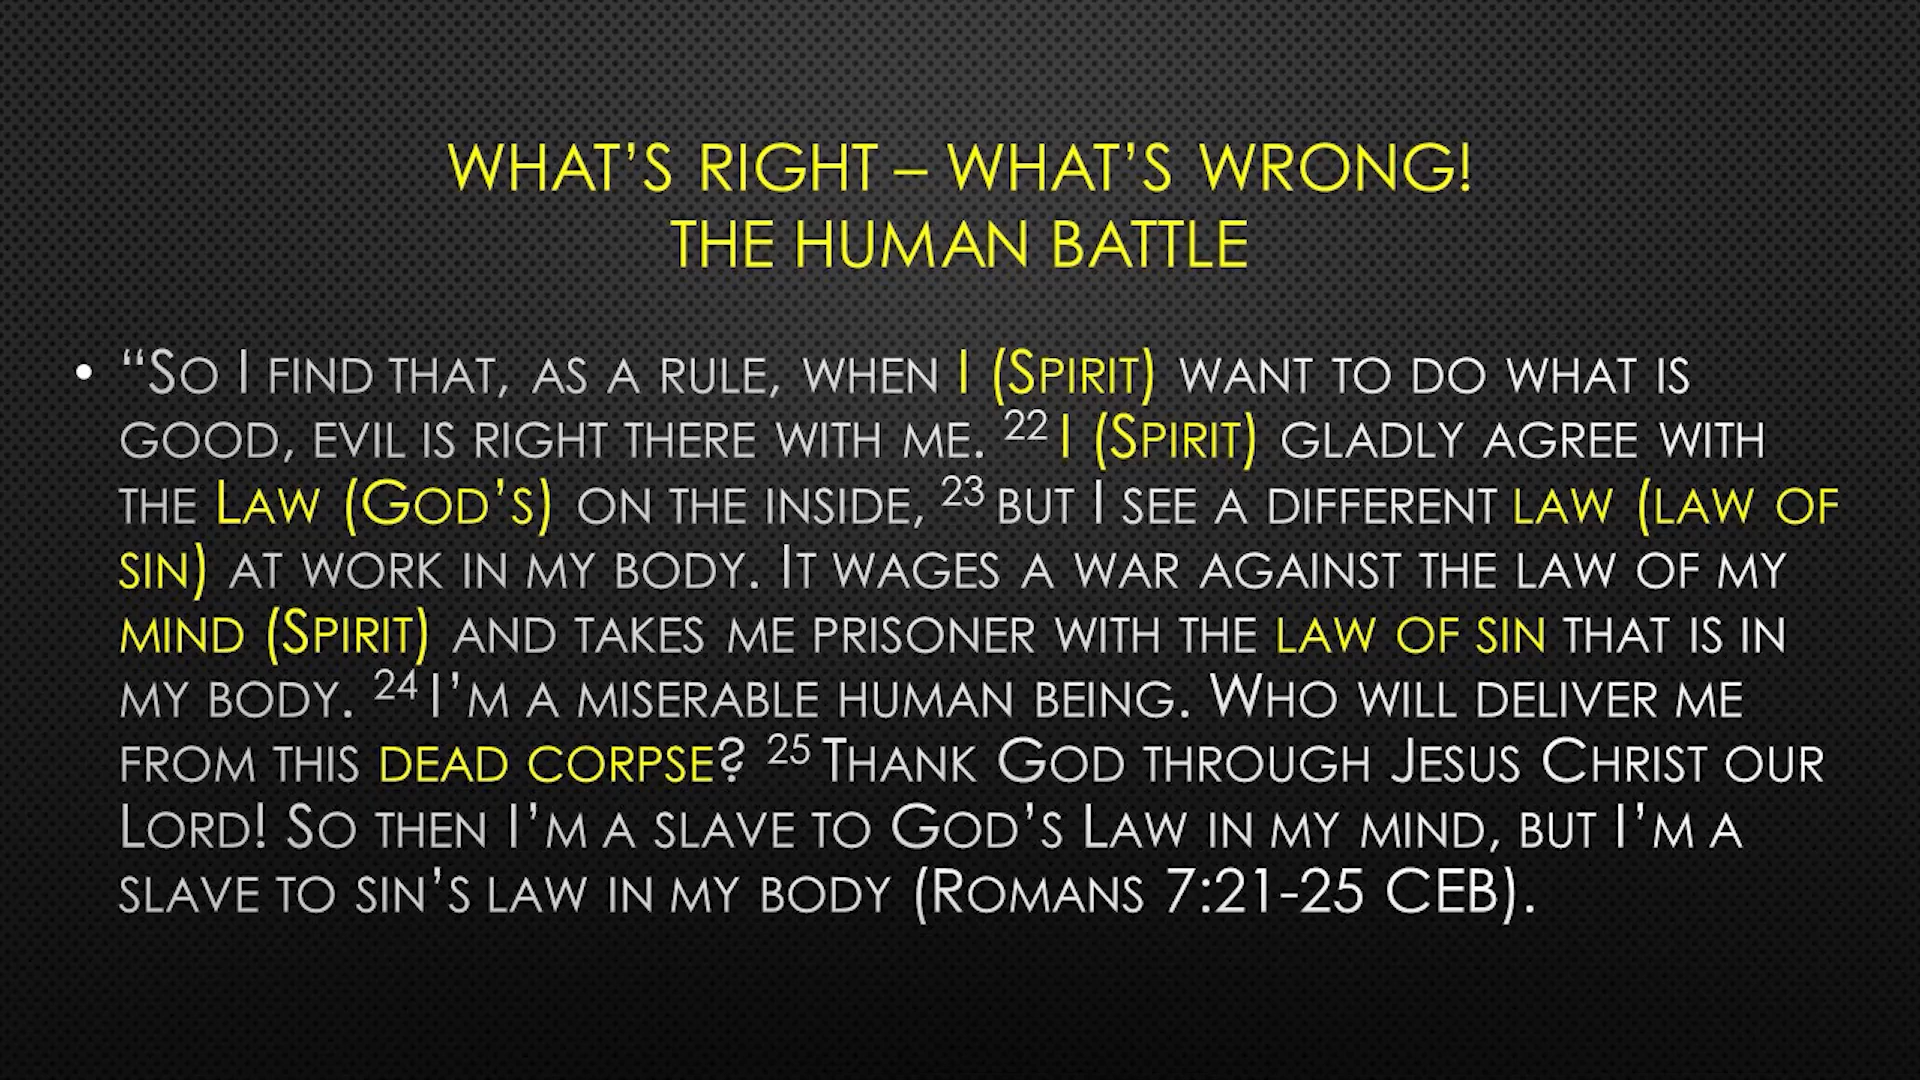 WHAT’S RIGHT – WHAT’S WRONG!
THE HUMAN BATTLE
• “So I find that, as a rule, when I (Spirit) want to do what is
good, evil is right there with me. 22 I (Spirit) gladly agree with
the Law (God’s) on the inside, 23 but I see a different law (law of
sin) at work in my body. It wages a war against the law of my
mind (Spirit) and takes me prisoner with the law of sin that is in
my body. 24 I’m a miserable human being. Who will deliver me
from this dead corpse? 25 Thank God through Jesus Christ our
Lord! So then I’m a slave to God’s Law in my mind, but I’m a
slave to sin’s law in my body (Romans 7:21-25 CEB).